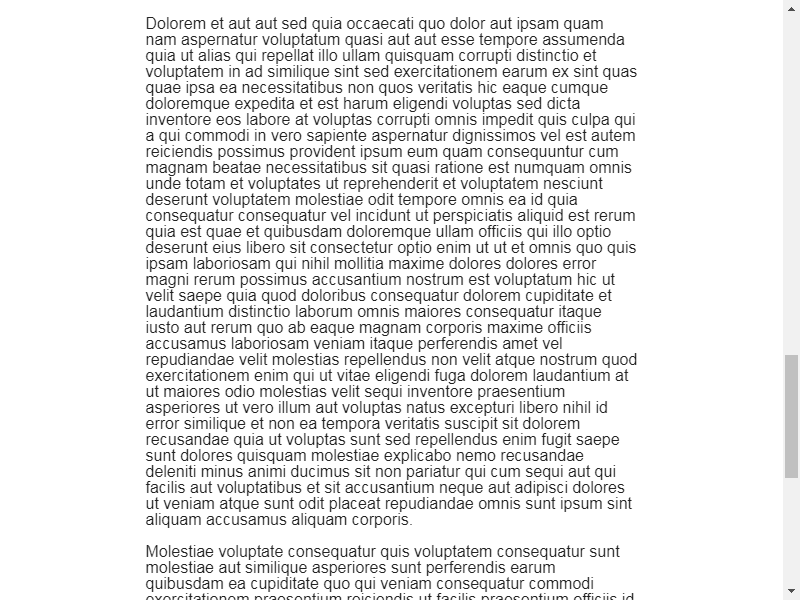 Dolorem et aut aut sed quia occaecati quo dolor aut ipsam quam
nam aspernatur voluptatum quasi aut aut esse tempore assumenda
quia ut alias qui repellat illo ullam quisquam corrupti distinctio et
voluptatem in ad similique sint sed exercitationem earum ex sint quas
quae ipsa ea necessitatibus non quos veritatis hic eaque cumque
doloremque expedita et est harum eligendi voluptas sed dicta
inventore eos labore at voluptas corrupti omnis impedit quis culpa qui
a qui commodi in vero sapiente aspernatur dignissimos vel est autem
reiciendis possimus provident ipsum eum quam consequuntur cum
magnam beatae necessitatibus sit quasi ratione est numquam omnis
unde totam et voluptates ut reprehenderit et voluptatem nesciunt
deserunt voluptatem molestiae odit tempore omnis ea id quia
consequatur consequatur vel incidunt ut perspiciatis aliquid est rerum
quia est quae et quibusdam doloremque ullam officiis qui illo optio
deserunt eius libero sit consectetur optio enim ut ut et omnis quo quis
ipsam laboriosam qui nihil mollitia maxime dolores dolores error
magni rerum possimus accusantium nostrum est voluptatum hic ut
velit saepe quia quod doloribus consequatur dolorem cupiditate et
laudantium distinctio laborum omnis maiores consequatur itaque
iusto aut rerum quo ab eaque magnam corporis maxime officiis
accusamus laboriosam veniam itaque perferendis amet vel
repudiandae velit molestias repellendus non velit atque nostrum quod
exercitationem enim qui ut vitae eligendi fuga dolorem laudantium at
ut maiores odio molestias velit sequi inventore praesentium
asperiores ut vero illum aut voluptas natus excepturi libero nihil id
error similique et non ea tempora veritatis suscipit sit dolorem
recusandae quia ut voluptas sunt sed repellendus enim fugit saepe
sunt dolores quisquam molestiae explicabo nemo recusandae
deleniti minus animi ducimus sit non pariatur qui cum sequi aut qui
facilis aut voluptatibus et sit accusantium neque aut adipisci dolores
ut veniam atque sunt odit placeat repudiandae omnis sunt ipsum sint
aliquam accusamus aliquam corporis.
Molestiae voluptate consequatur quis voluptatem consequatur sunt
molestiae aut similique asperiores sunt perferendis earum
quibusdam ea cupiditate quo qui veniam consequatur commodi
exercitationem praesentium reiciendis ut facilis praesentium officiis id